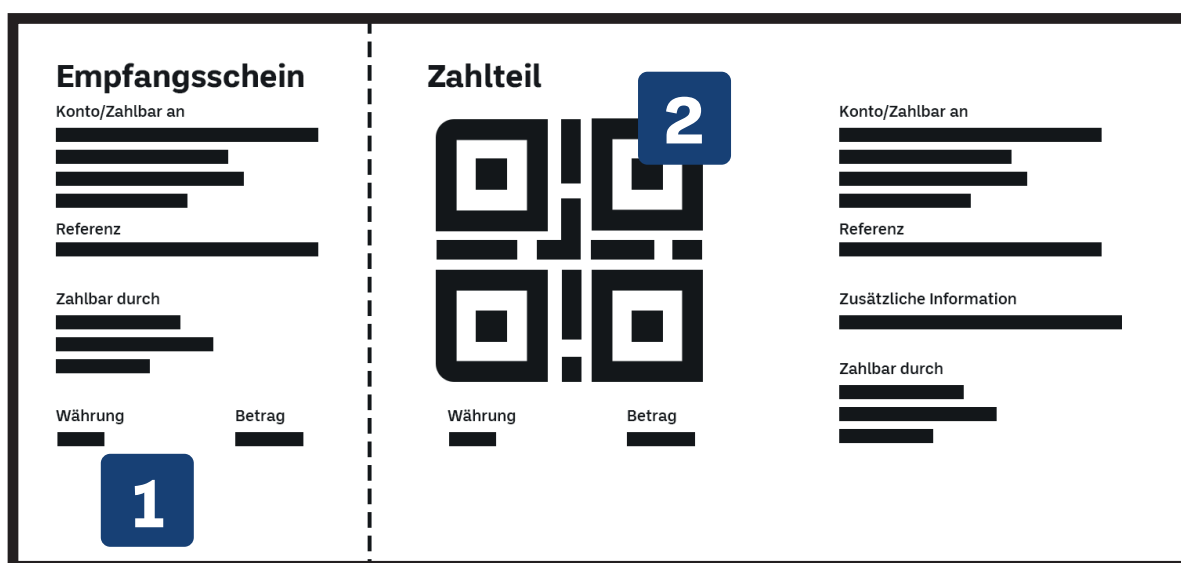 Empfangsschein
Konto/Zahlbar an
Referenz
Zahlbar durch
Währung Betrag
1
Zahlteil
2
Währung Betrag
Konto/Zahlbar an
Referenz
Zusätzliche Information
Zahlbar durch